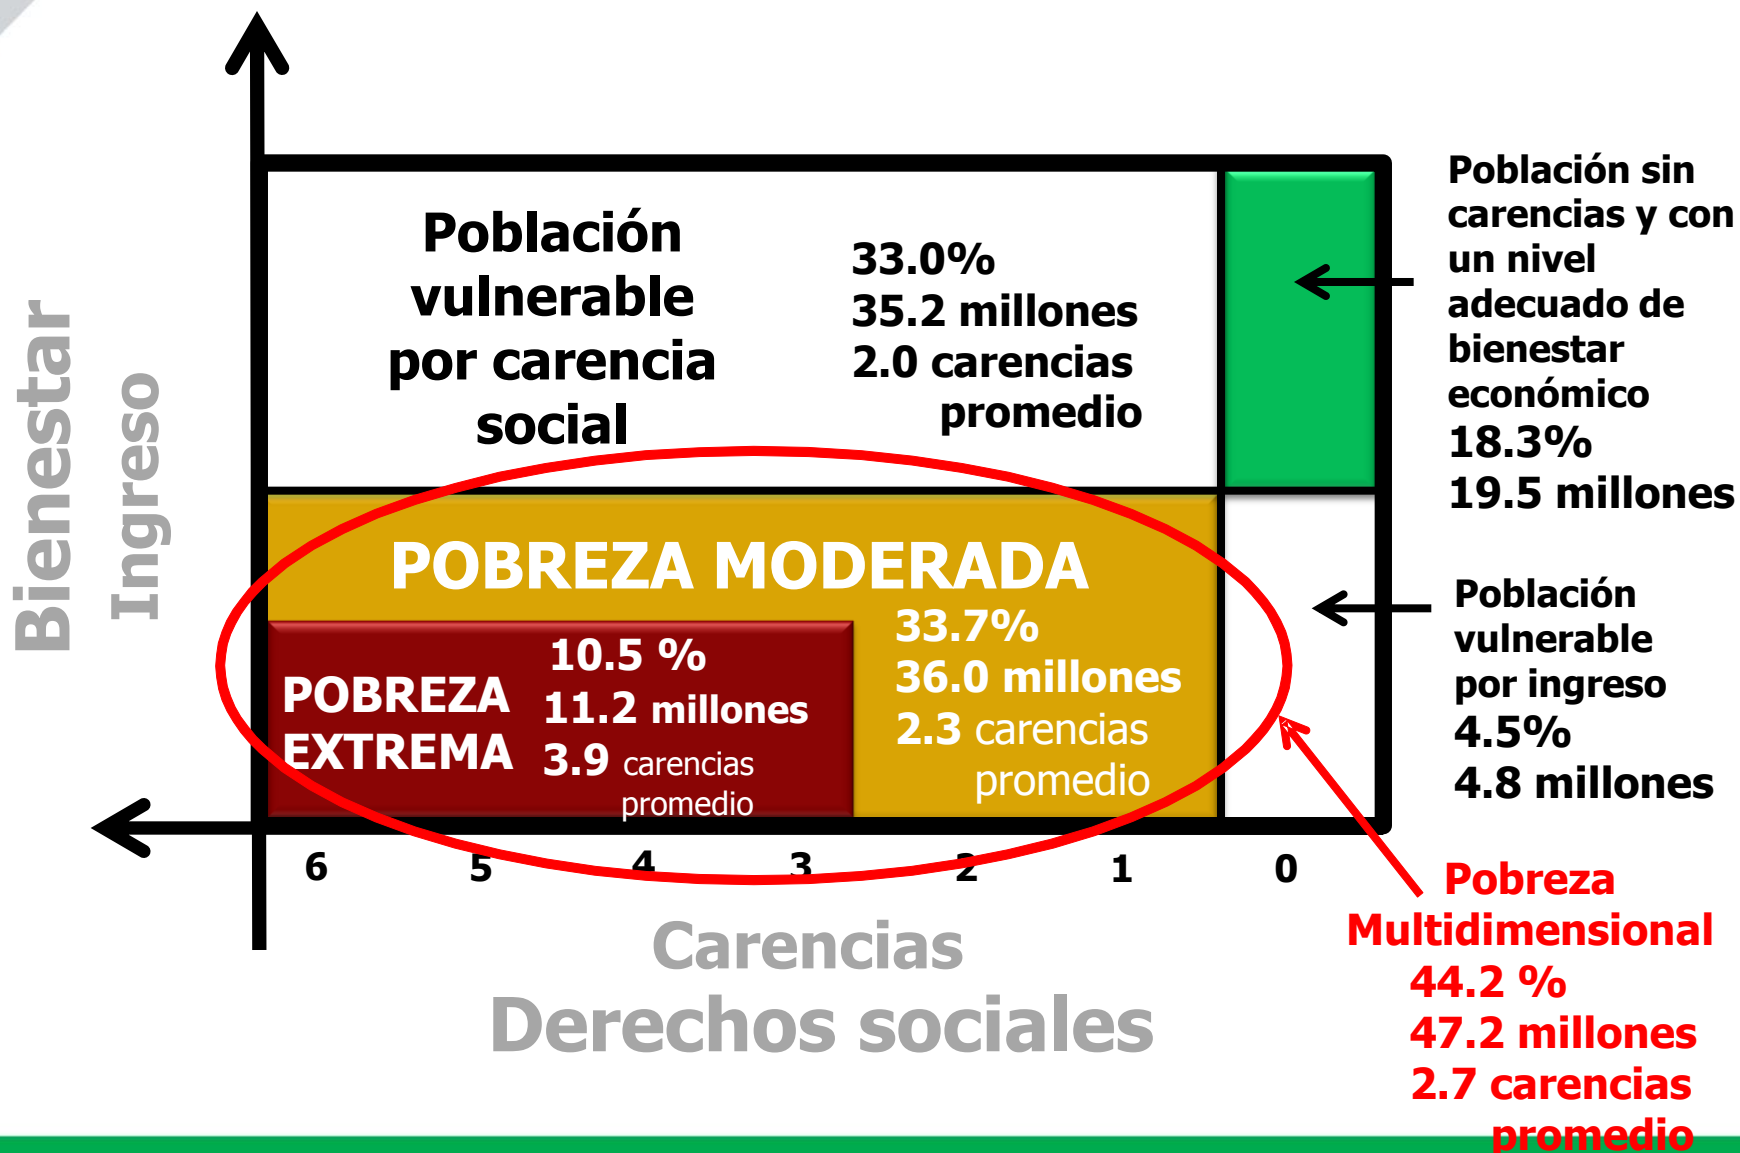 Bienestar
Ingreso
Población
vulnerable
por carencia
social
33.0%
35.2 millones
2.0 carencias
promedio
Población sin
carencias y con
un nivel
adecuado de
bienestar
económico
18.3%
19.5 millones
POBREZA MODERADA
33.7%
36.0 millones
2.3 carencias
promedio
POBREZA
EXTREMA
10.5 %
11.2 millones
3.9 carencias
promedio
Población
vulnerable
por ingreso
4.5%
4.8 millones
6 5 4 3 2 1 0
Carencias
Derechos sociales
Pobreza
Multidimensional
44.2 %
47.2 millones
2.7 carencias
promedio